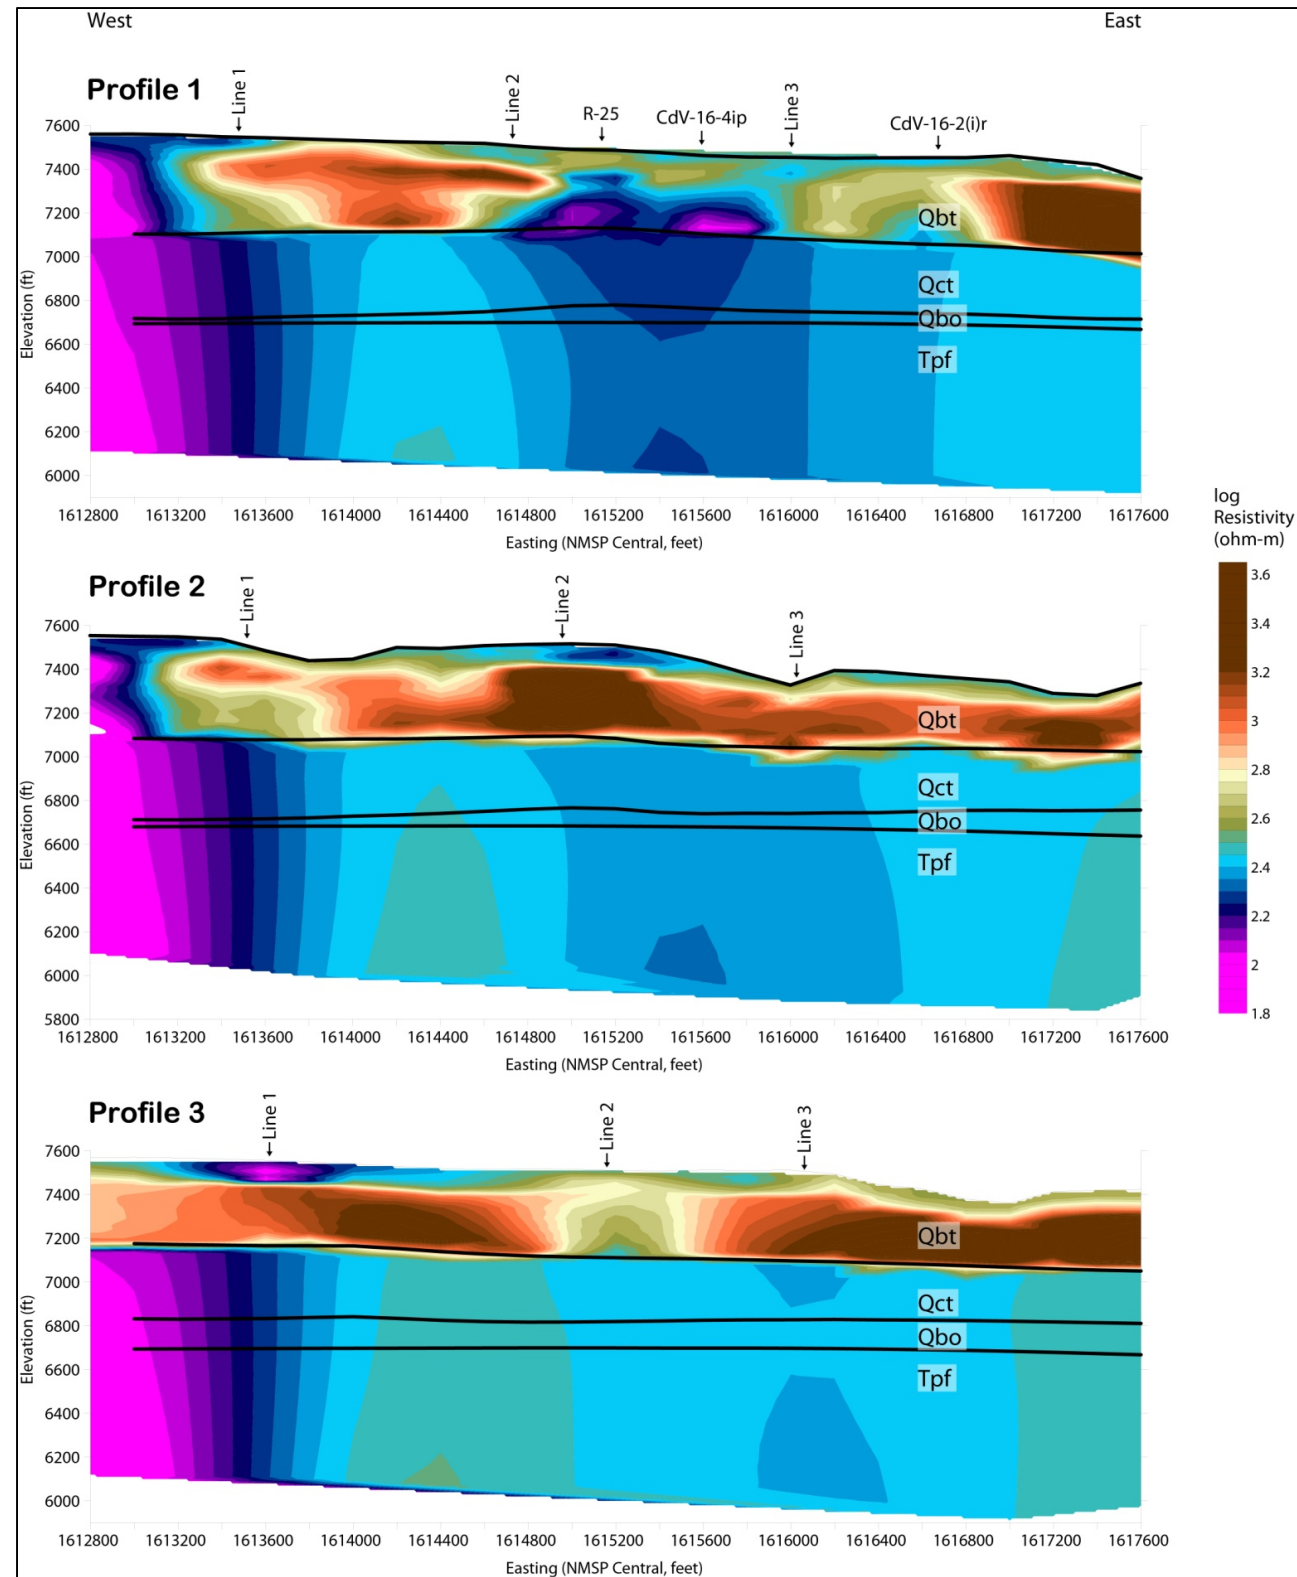 West East
Profile 1
Line 1
Line 2
R-25
CdV-16-4ip
Line 3
CdV-16-2(i)r
7600
7400
7200
7000
6800
6600
6400
6200
6000
Elevation (ft)
Qbt
Qct
Qbo
Tpf
1612800 1613200 1613600 1614000 1614400 1614800 1615200 1615600 1616000 1616400 1616800 1617200 1617600
Easting (NMSP Central, feet)
log
Resistivity
(ohm-m)
3.6
3.4
3.2
3
2.8
2.6
2.4
2.2
2
1.8
Profile 2
Line 1
Line 2
Line 3
7600
7400
7200
7000
6800
6600
6400
6200
6000
5800
Elevation (ft)
Qbt
Qct
Qbo
Tpf
1612800 1613200 1613600 1614000 1614400 1614800 1615200 1615600 1616000 1616400 1616800 1617200 1617600
Easting (NMSP Central, feet)
Profile 3
Line 1
Line 2
Line 3
7600
7400
7200
7000
6800
6600
6400
6200
6000
Elevation (ft)
Qbt
Qct
Qbo
Tpf
1612800 1613200 1613600 1614000 1614400 1614800 1615200 1615600 1616000 1616400 1616800 1617200 1617600
Easting (NMSP Central, feet)